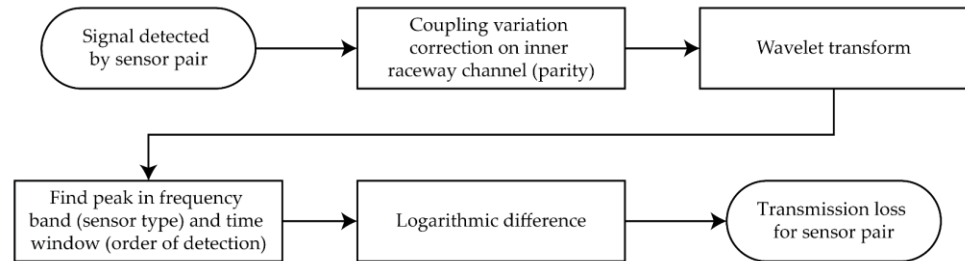 Signal detected
by sensor pair
Coupling variation
correction on inner
raceway channel (parity)
Wavelet transform
Find peak in frequency
band (sensor type) and time
window (order of detection)
Logarithmic difference
Transmission loss
for sensor pair